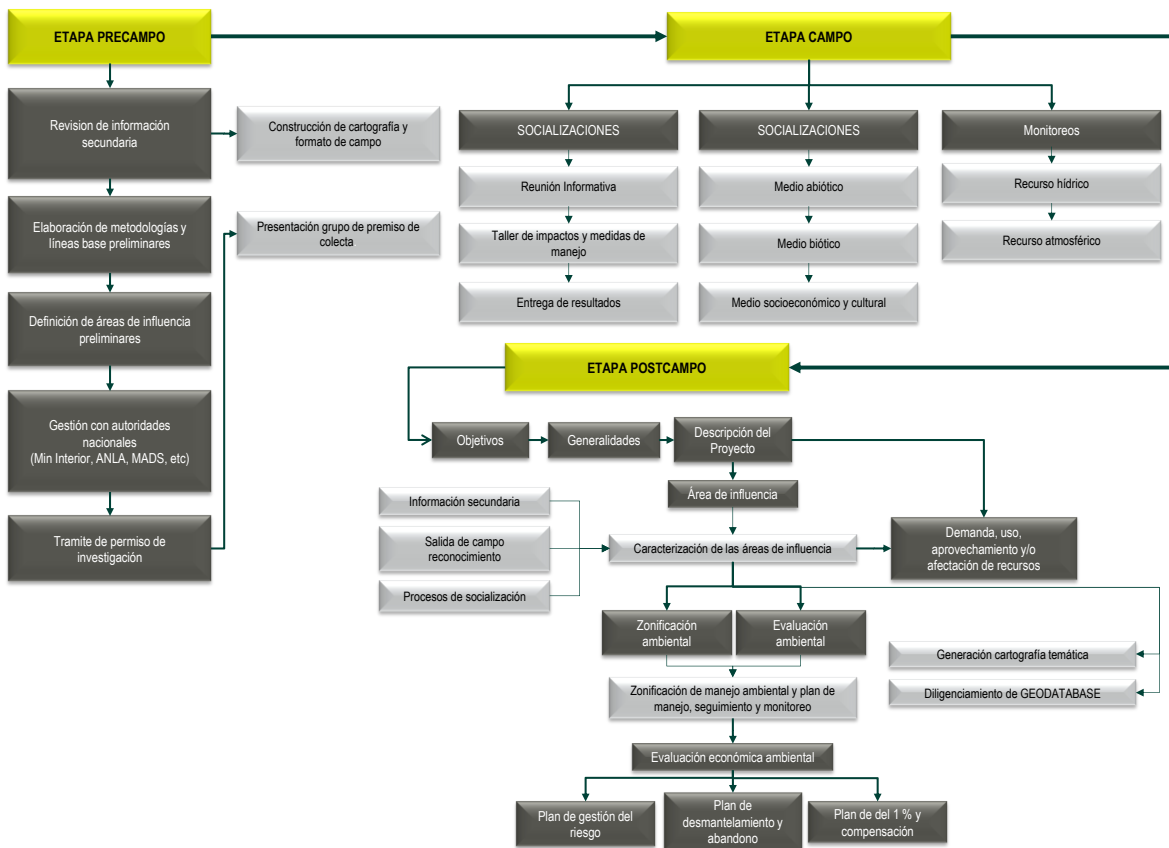 ETAPA PRECAMPO
Revision de información
secundaria
Construcción de cartografía y
formato de campo
Elaboración de metodologías y
líneas base preliminares
Presentación grupo de premiso de
colecta
Definición de áreas de influencia
preliminares
Gestión con autoridades
nacionales
(Min Interior, ANLA, MADS, etc)
Tramite de permiso de
investigación
ETAPA CAMPO
SOCIALIZACIONES
Reunión Informativa
Taller de impactos y medidas de
manejo
Entrega de resultados
SOCIALIZACIONES
Medio abiótico
Medio biótico
Medio socioeconómico y cultural
Monitoreos
Recurso hídrico
Recurso atmosférico
ETAPA POSTCAMPO
Objetivos
Generalidades
Descripción del
Proyecto
Área de influencia
Información secundaria
Salida de campo
reconocimiento
Procesos de socialización
Caracterización de las áreas de influencia
Demanda, uso,
aprovechamiento y/o
afectación de recursos
Zonificación
ambiental
Evaluación
ambiental
Generación cartografía temática
Diligenciamiento de GEODATABASE
Zonificación de manejo ambiental y plan de
manejo, seguimiento y monitoreo
Evaluación económica ambiental
Plan de gestión del
riesgo
Plan de
desmantelamiento y
abandono
Plan de del 1 % y
compensación